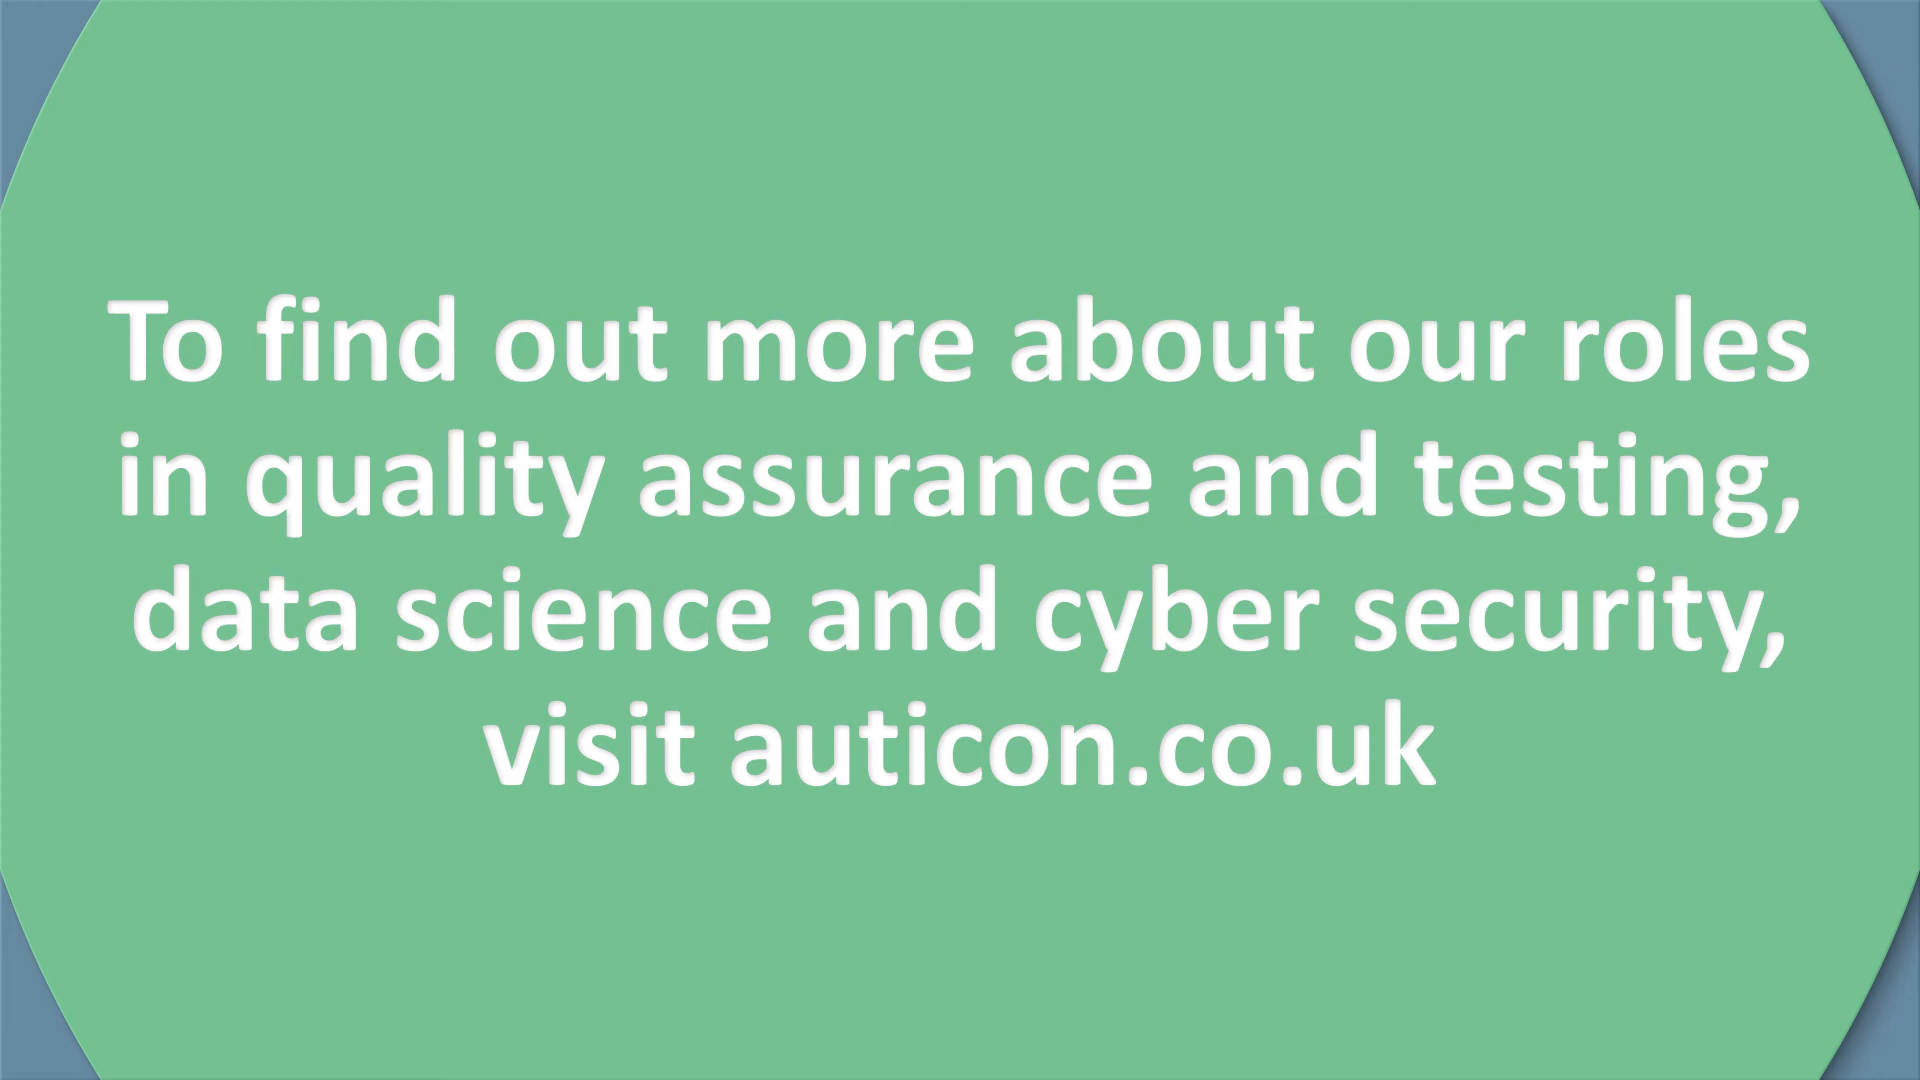 To find out more about our roles
in quality assurance and testing,
data science and cyber security,
visit auticon.co.uk